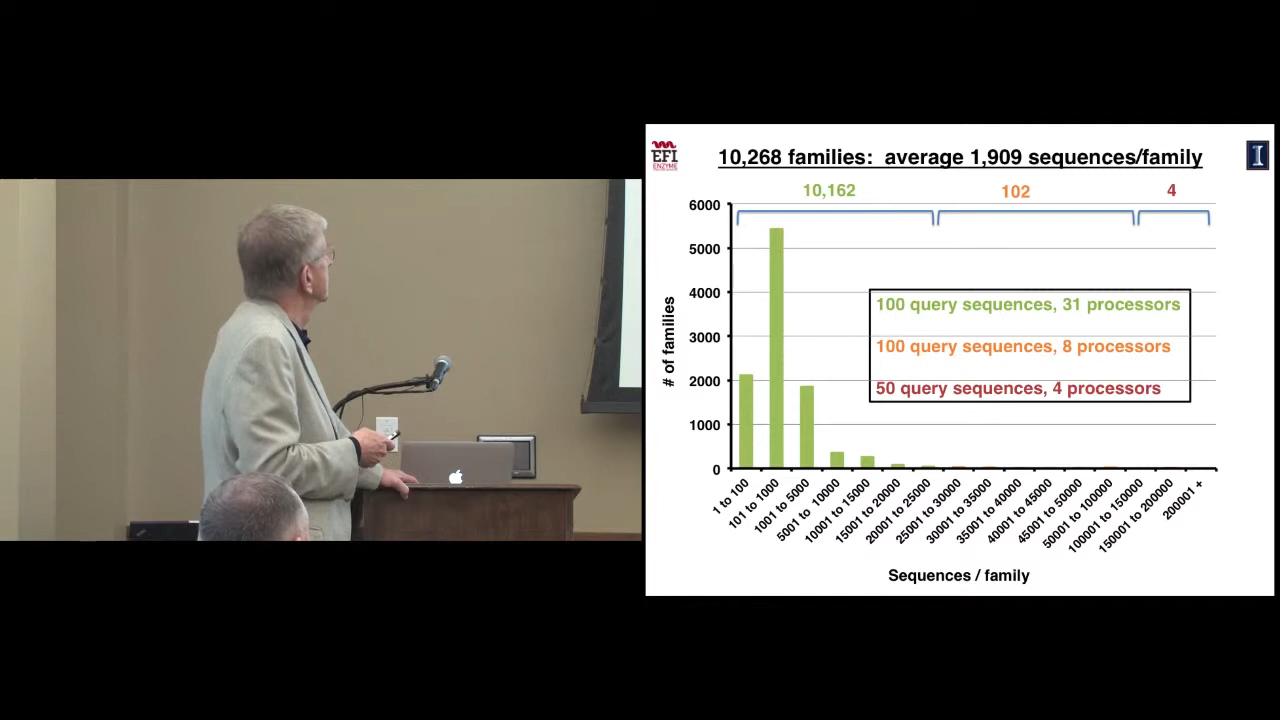 EFI
ENZYME
I
10,268 families: average 1,909 sequences/family
10,162
102
4
6000
5000
4000
3000
2000
1000
0
# of families
100 query sequences, 31 processors
100 query sequences, 8 processors
50 query sequences, 4 processors
1 to 100
101 to 1000
1001 to 5000
5001 to 10000
10001 to 15000
15001 to 20000
20001 to 25000
25001 to 30000
30001 to 35000
35001 to 40000
40001 to 45000
45001 to 50000
50001 to 100000
100001 to 150000
150001 to 200000
200001 +
Sequences / family